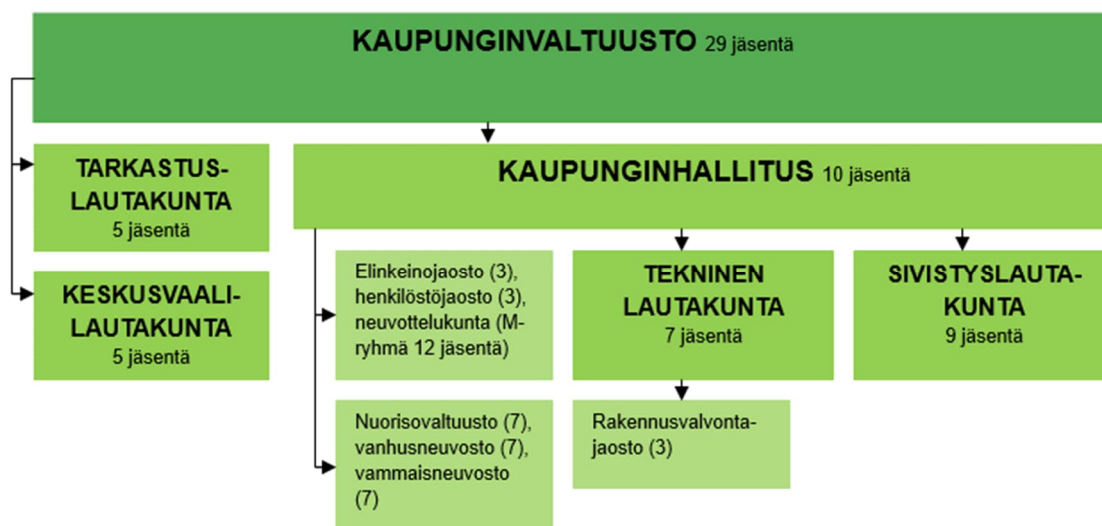 KAUPUNGINVALTUUSTO 29 jäsentä
TARKASTUS-
LAUTAKUNTA
5 jäsentä
KESKUSVAALI-
LAUTAKUNTA
5 jäsentä
KAUPUNGINHALLITUS 10 jäsentä
Elinkeinojaosto (3),
henkilöstöjaosto (3),
neuvottelukunta (M-
ryhmä 12 jäsentä)
Nuorisovaltuusto (7),
vanhusneuvosto (7),
vammaisneuvosto
(7)
TEKNINEN
LAUTAKUNTA
7 jäsentä
Rakennusvalvonta-
jaosto (3)
SIVISTYSLAUTA-
KUNTA
9 jäsentä